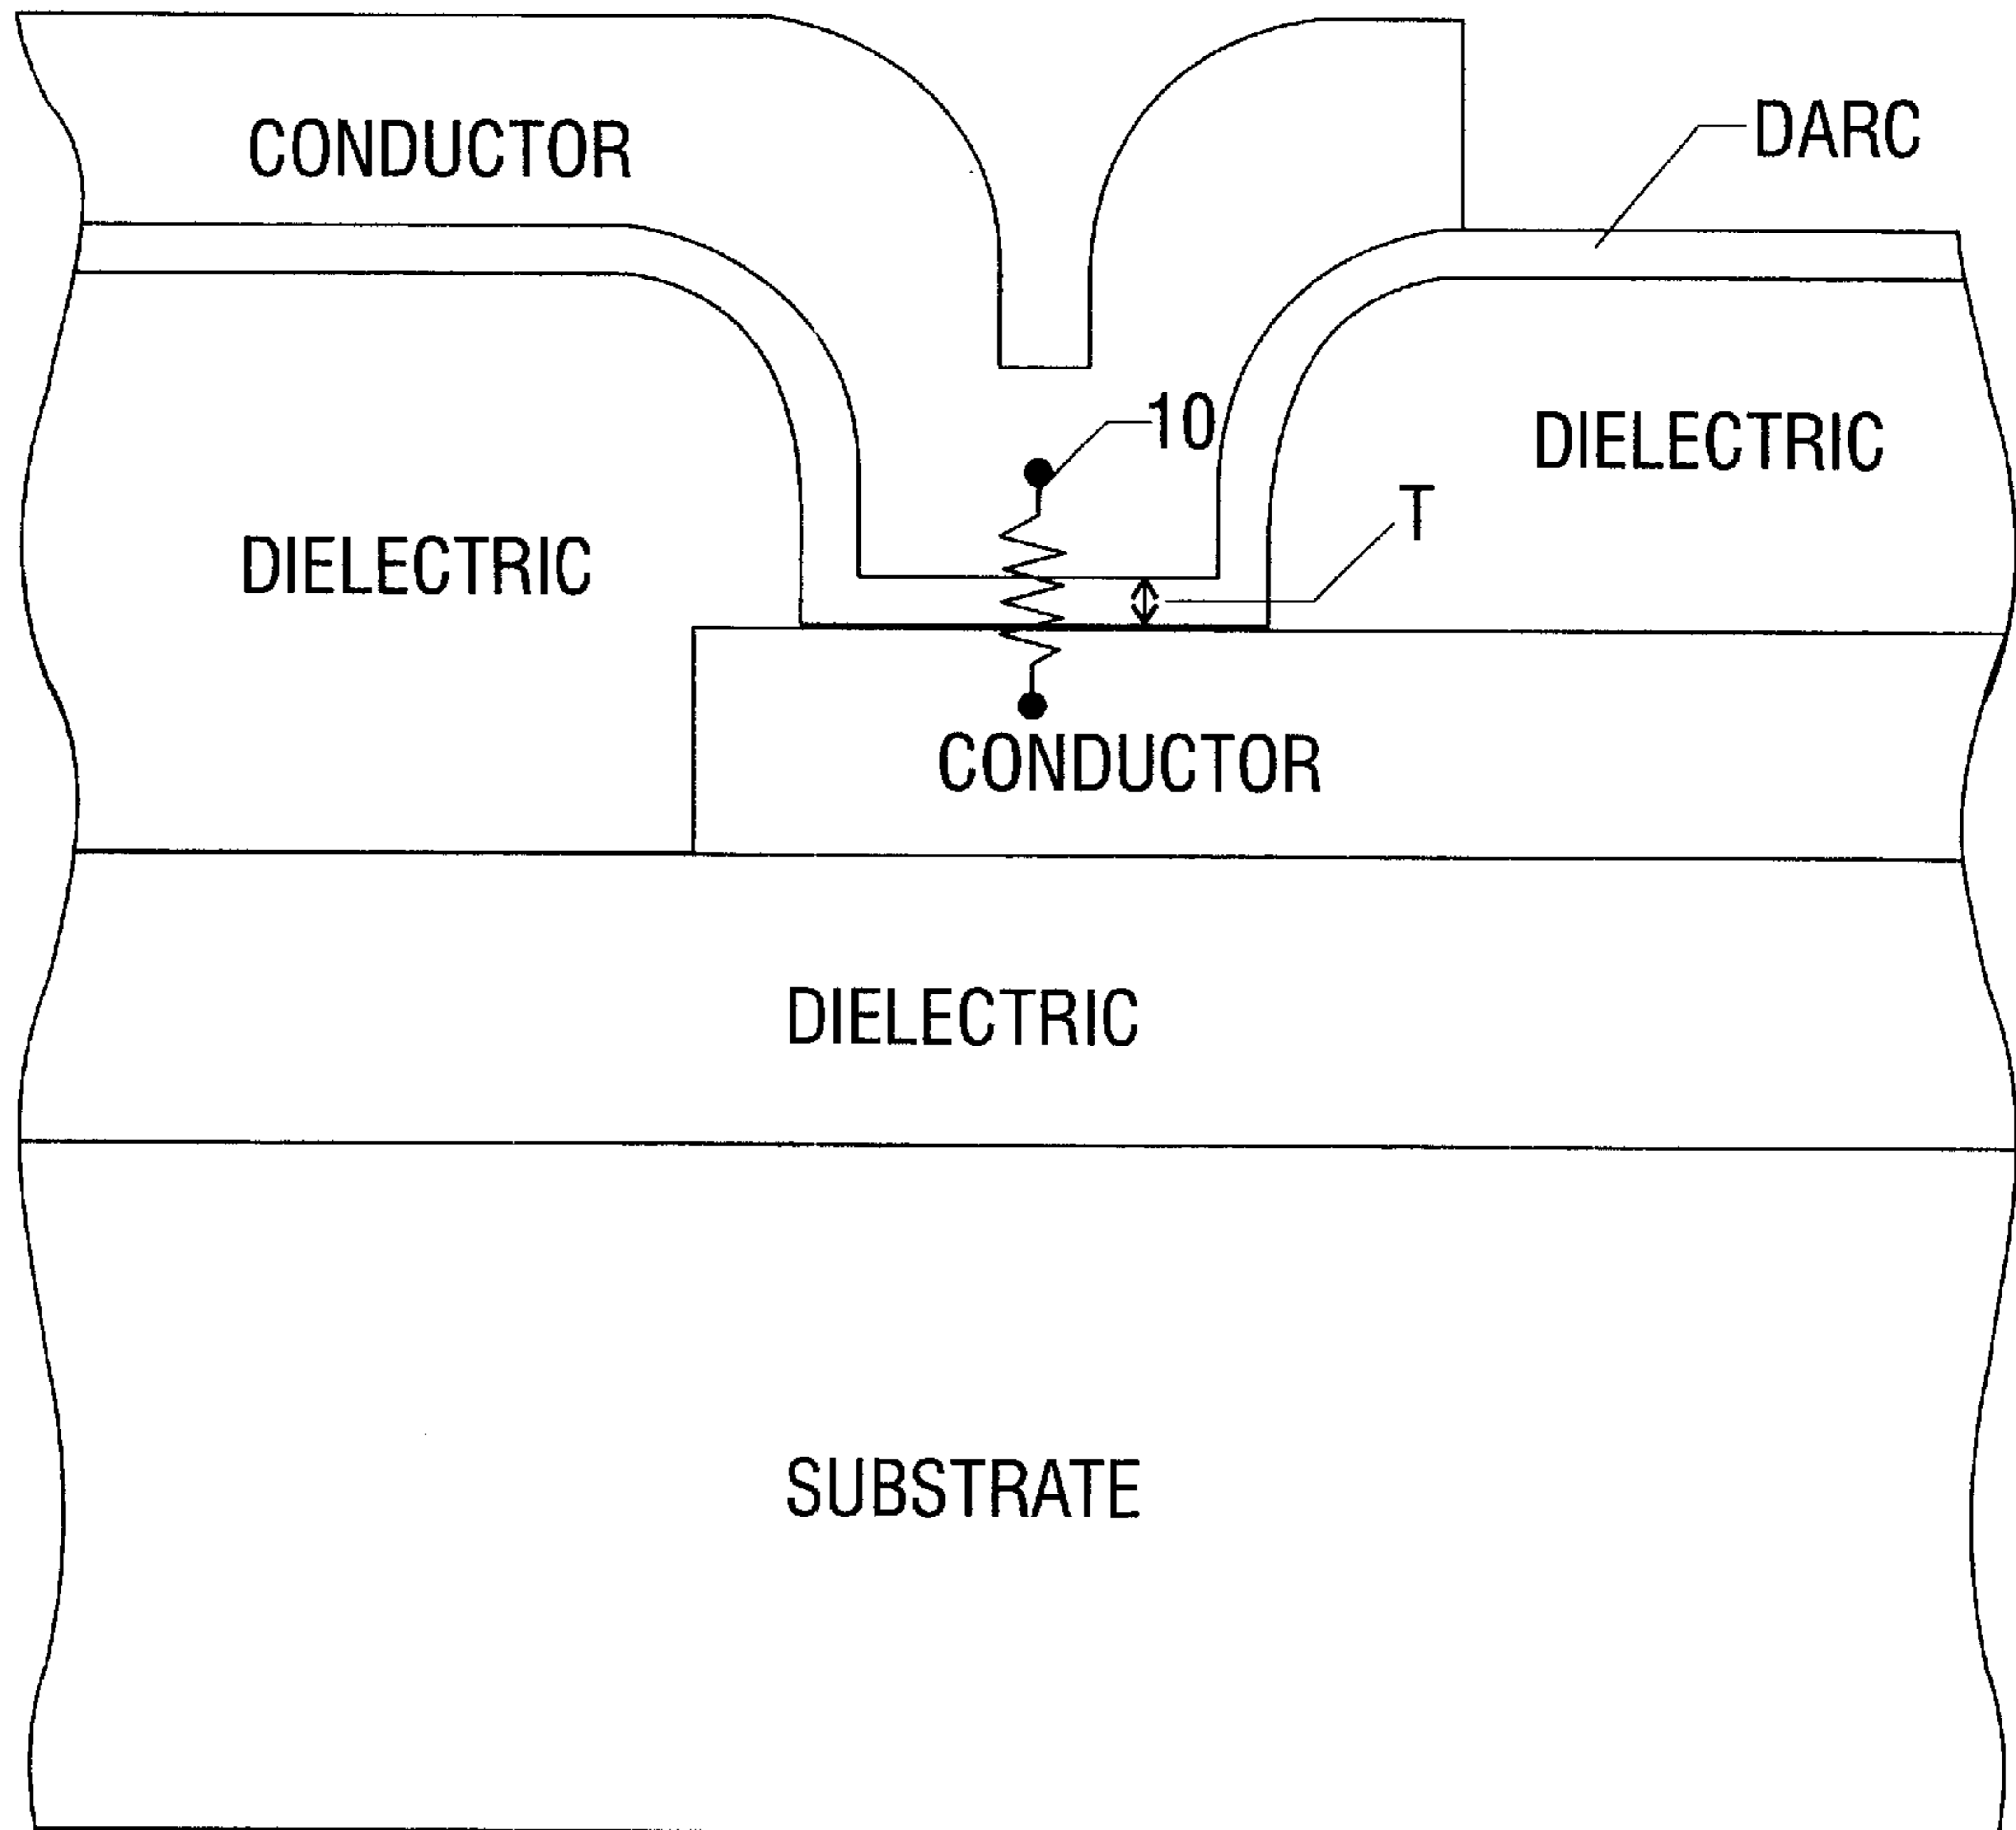 CONDUCTOR
DARC
10
DIELECTRIC
T
DIELECTRIC
CONDUCTOR
DIELECTRIC
SUBSTRATE